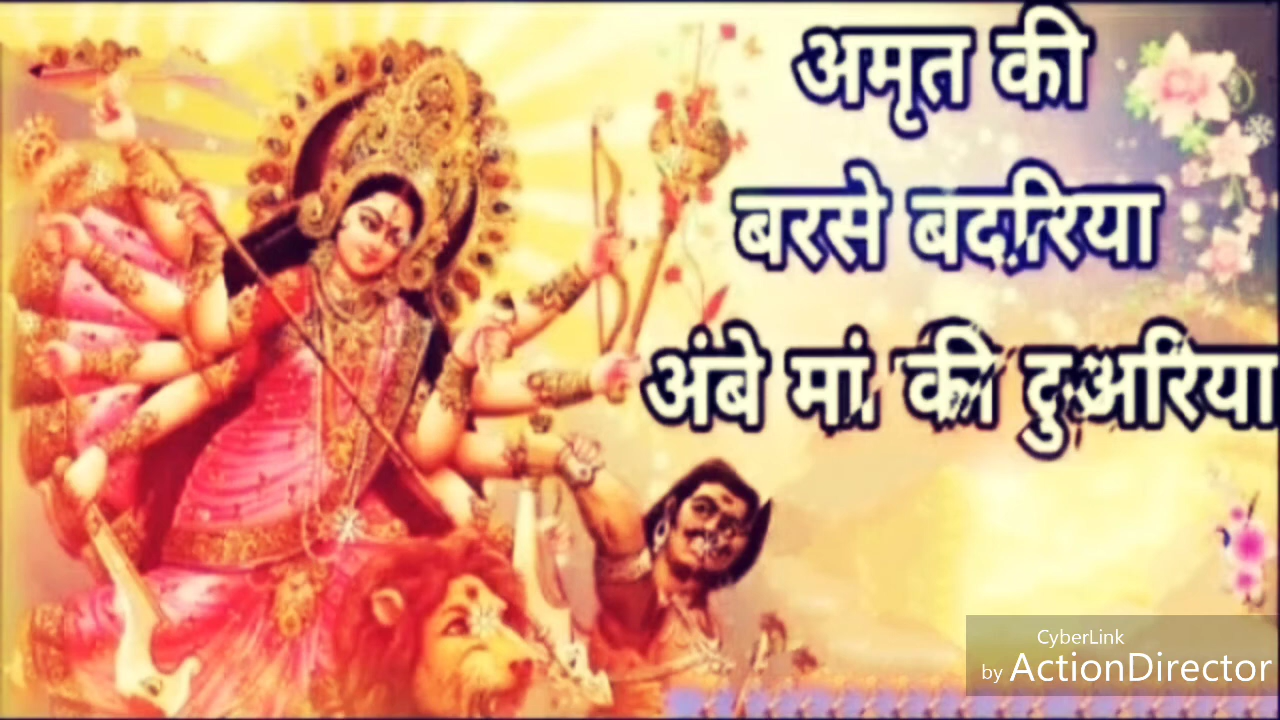 अमृत की
बरसे बदरिया
अंबे मां की दुअरिया
CyberLink
by ActionDirector